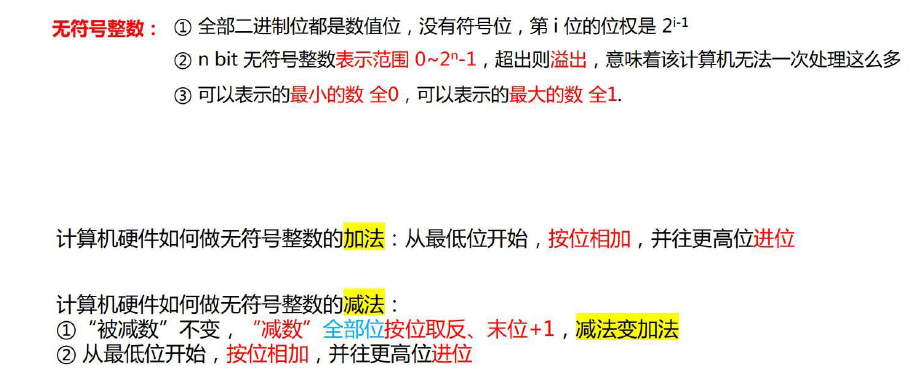 无符号整数： ① 全部二进制位都是数值位，没有符号位，第 i 位的位权是 2ⁱ⁻¹
② n bit 无符号整数表示范围 0~2ⁿ-1，超出则溢出，意味着该计算机无法一次处理这么多
③ 可以表示的最小的数 全0，可以表示的最大的数 全1.
计算机硬件如何做无符号整数的加法：从最低位开始，按位相加，并往更高位进位
计算机硬件如何做无符号整数的减法：
①“被减数”不变，“减数”全部位按位取反、末位+1，减法变加法
② 从最低位开始，按位相加，并往更高位进位